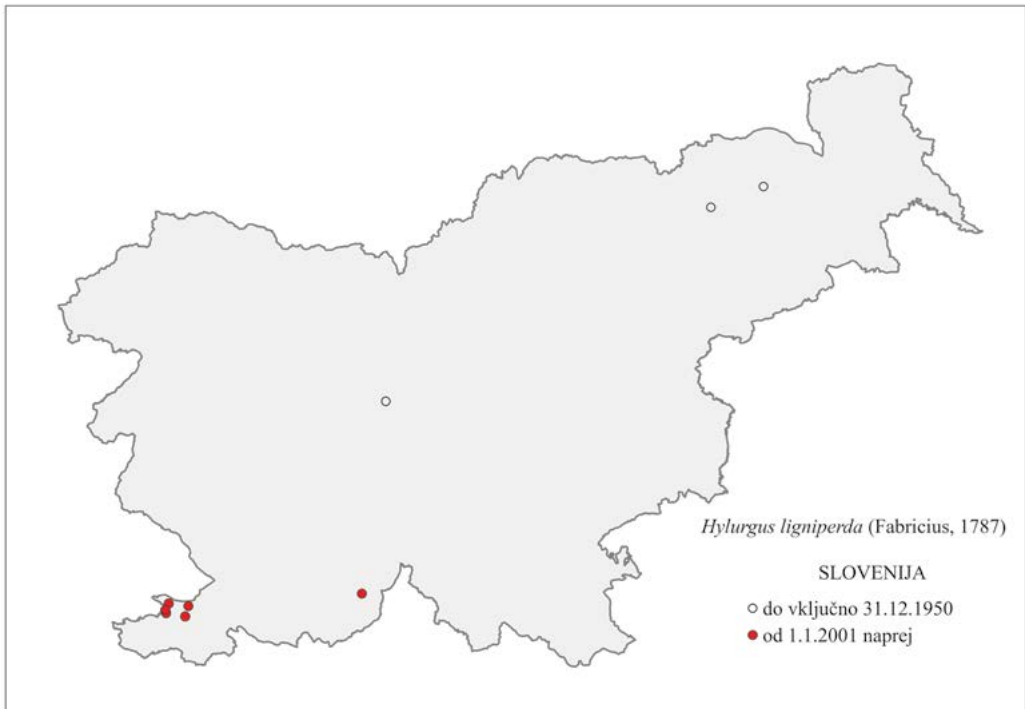 Hylurgus ligniperda (Fabricius, 1787)
SLOVENIJA
do vključno 31.12.1950
od 1.1.2001 naprej